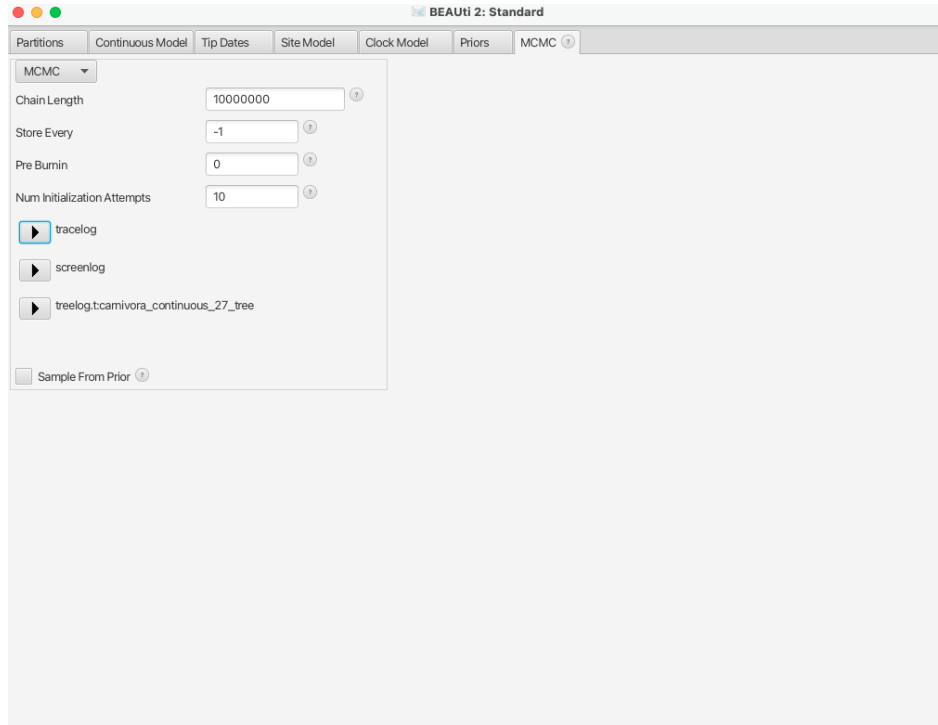 BEAUti 2: Standard
Partitions Continuous Model Tip Dates Site Model Clock Model Priors MCMC ?
MCMC
Chain Length 10000000 ?
Store Every -1 ?
Pre Burnin 0 ?
Num Initialization Attempts 10 ?
tracelog
screenlog
treelog.t:carnivora_continuous_27_tree
Sample From Prior ?